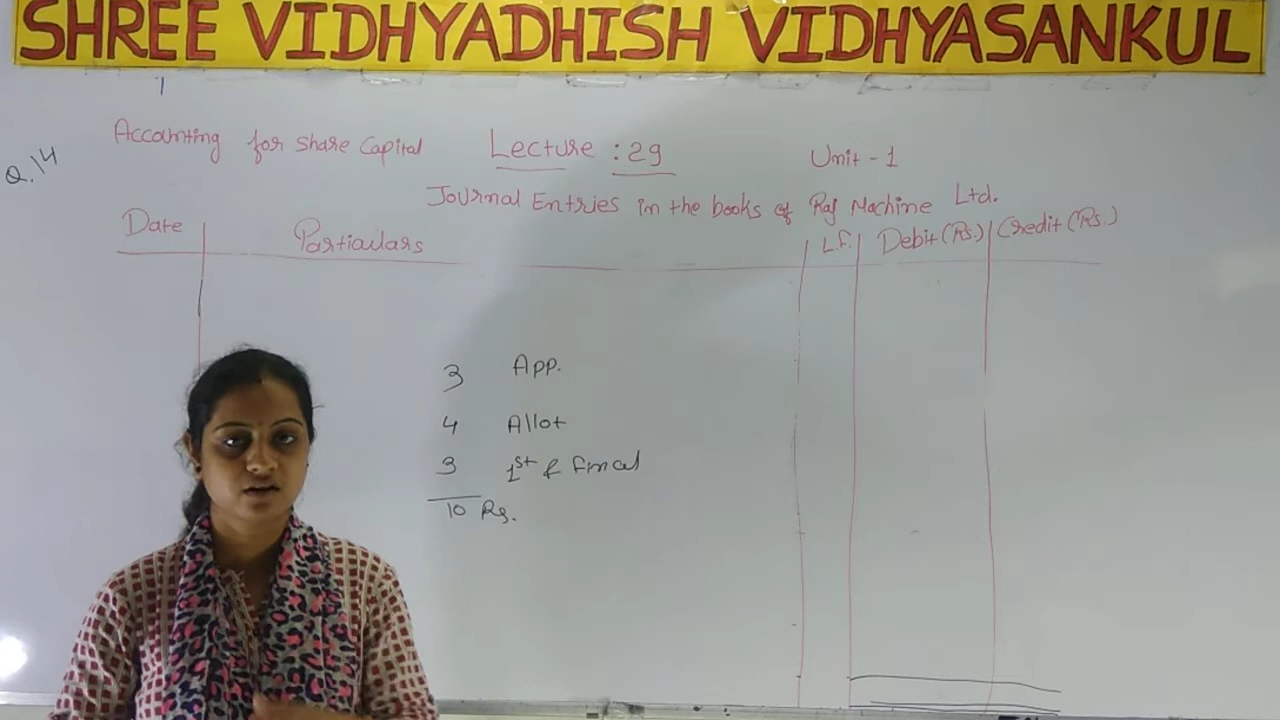 SHREE VIDHYADHISH VIDHYASANKUL
Q.14
Accounting for share Capital Lecture : 29 Unit - 1
Journal Entries in the books of Raj Machine Ltd.
Date Particulars L.F. Debit (Rs.) Credit (Rs.)
3 App.
4 Allot
3 1st & final
10 Rs.